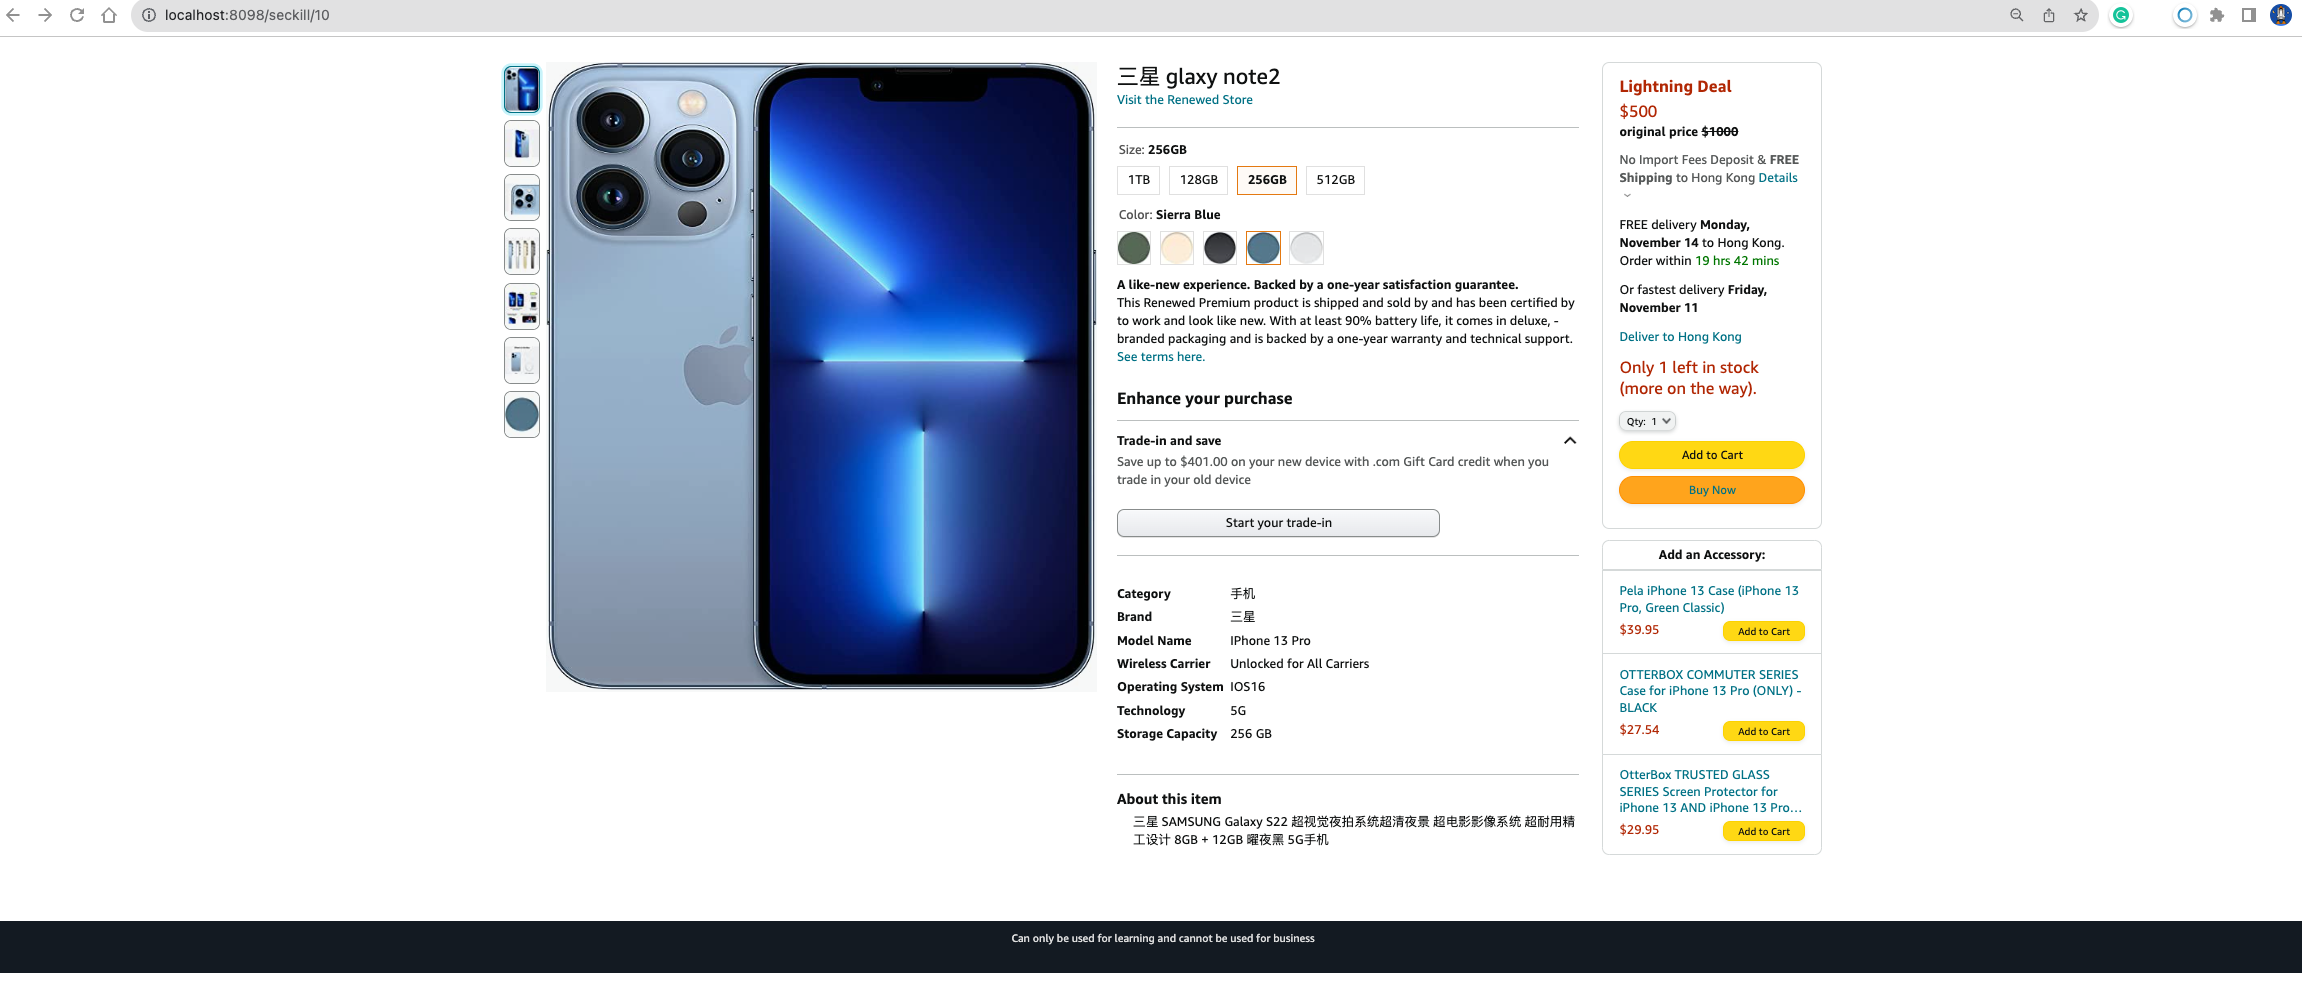 localhost:8098/seckill/10
三星 glaxy note2
Visit the Renewed Store
Size: 256GB
1TB
128GB
256GB
512GB
Color: Sierra Blue
A like-new experience. Backed by a one-year satisfaction guarantee.
This Renewed Premium product is shipped and sold by and has been certified by
to work and look like new. With at least 90% battery life, it comes in deluxe, -
branded packaging and is backed by a one-year warranty and technical support.
See terms here.
Enhance your purchase
Trade-in and save
Save up to $401.00 on your new device with .com Gift Card credit when you
trade in your old device
Start your trade-in
Category 手机
Brand 三星
Model Name IPhone 13 Pro
Wireless Carrier Unlocked for All Carriers
Operating System IOS16
Technology 5G
Storage Capacity 256 GB
About this item
三星 SAMSUNG Galaxy S22 超视觉夜拍系统超清夜景 超电影影像系统 超耐用精
工设计 8GB + 12GB 曜夜黑 5G手机
Lightning Deal
$500
original price $1000
No Import Fees Deposit & FREE
Shipping to Hong Kong Details
FREE delivery Monday,
November 14 to Hong Kong.
Order within 19 hrs 42 mins
Or fastest delivery Friday,
November 11
Deliver to Hong Kong
Only 1 left in stock
(more on the way).
Qty: 1
Add to Cart
Buy Now
Add an Accessory:
Pela iPhone 13 Case (iPhone 13
Pro, Green Classic)
$39.95 Add to Cart
OTTERBOX COMMUTER SERIES
Case for iPhone 13 Pro (ONLY) -
BLACK
$27.54 Add to Cart
OtterBox TRUSTED GLASS
SERIES Screen Protector for
iPhone 13 AND iPhone 13 Pro...
$29.95 Add to Cart
Can only be used for learning and cannot be used for business